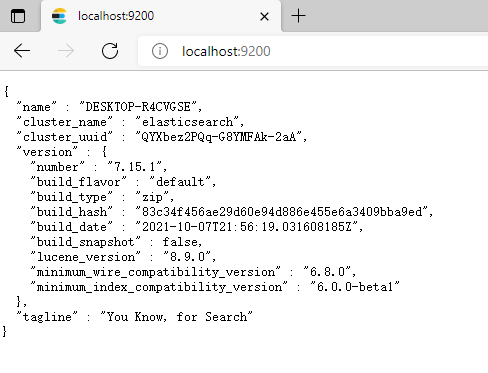 localhost:9200
localhost:9200
{
  "name" : "DESKTOP-R4CVGSE",
  "cluster_name" : "elasticsearch",
  "cluster_uuid" : "QYXbez2PQq-G8YMFAk-2aA",
  "version" : {
    "number" : "7.15.1",
    "build_flavor" : "default",
    "build_type" : "zip",
    "build_hash" : "83c34f456ae29d60e94d886e455e6a3409bba9ed",
    "build_date" : "2021-10-07T21:56:19.031608185Z",
    "build_snapshot" : false,
    "lucene_version" : "8.9.0",
    "minimum_wire_compatibility_version" : "6.8.0",
    "minimum_index_compatibility_version" : "6.0.0-beta1"
  },
  "tagline" : "You Know, for Search"
}